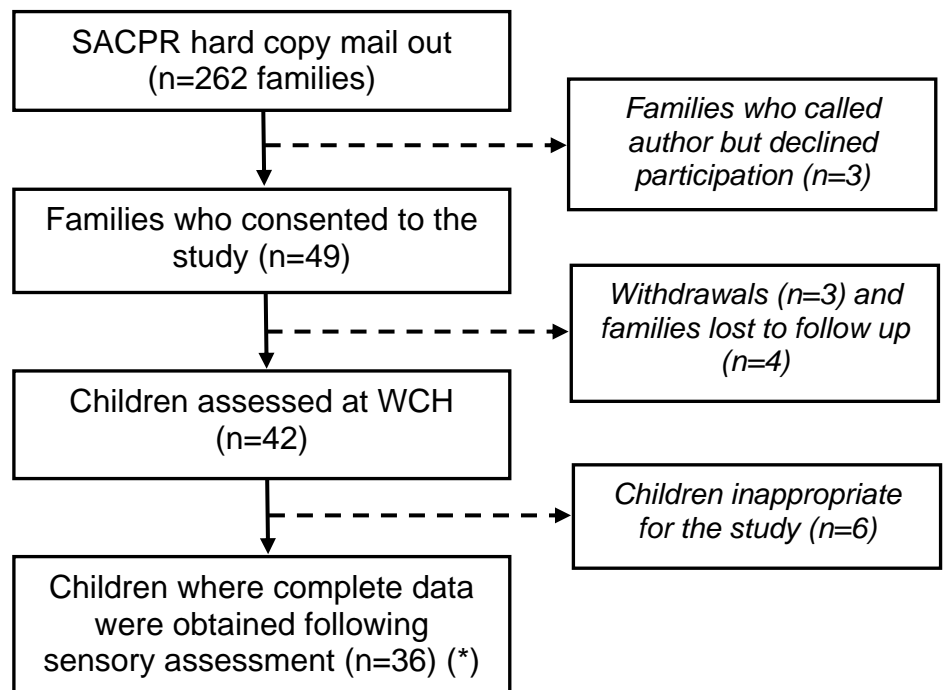 SACPR hard copy mail out
(n=262 families)
Families who called
author but declined
participation (n=3)
Families who consented to the
study (n=49)
Withdrawals (n=3) and
families lost to follow up
(n=4)
Children assessed at WCH
(n=42)
Children inappropriate
for the study (n=6)
Children where complete data
were obtained following
sensory assessment (n=36) (*)